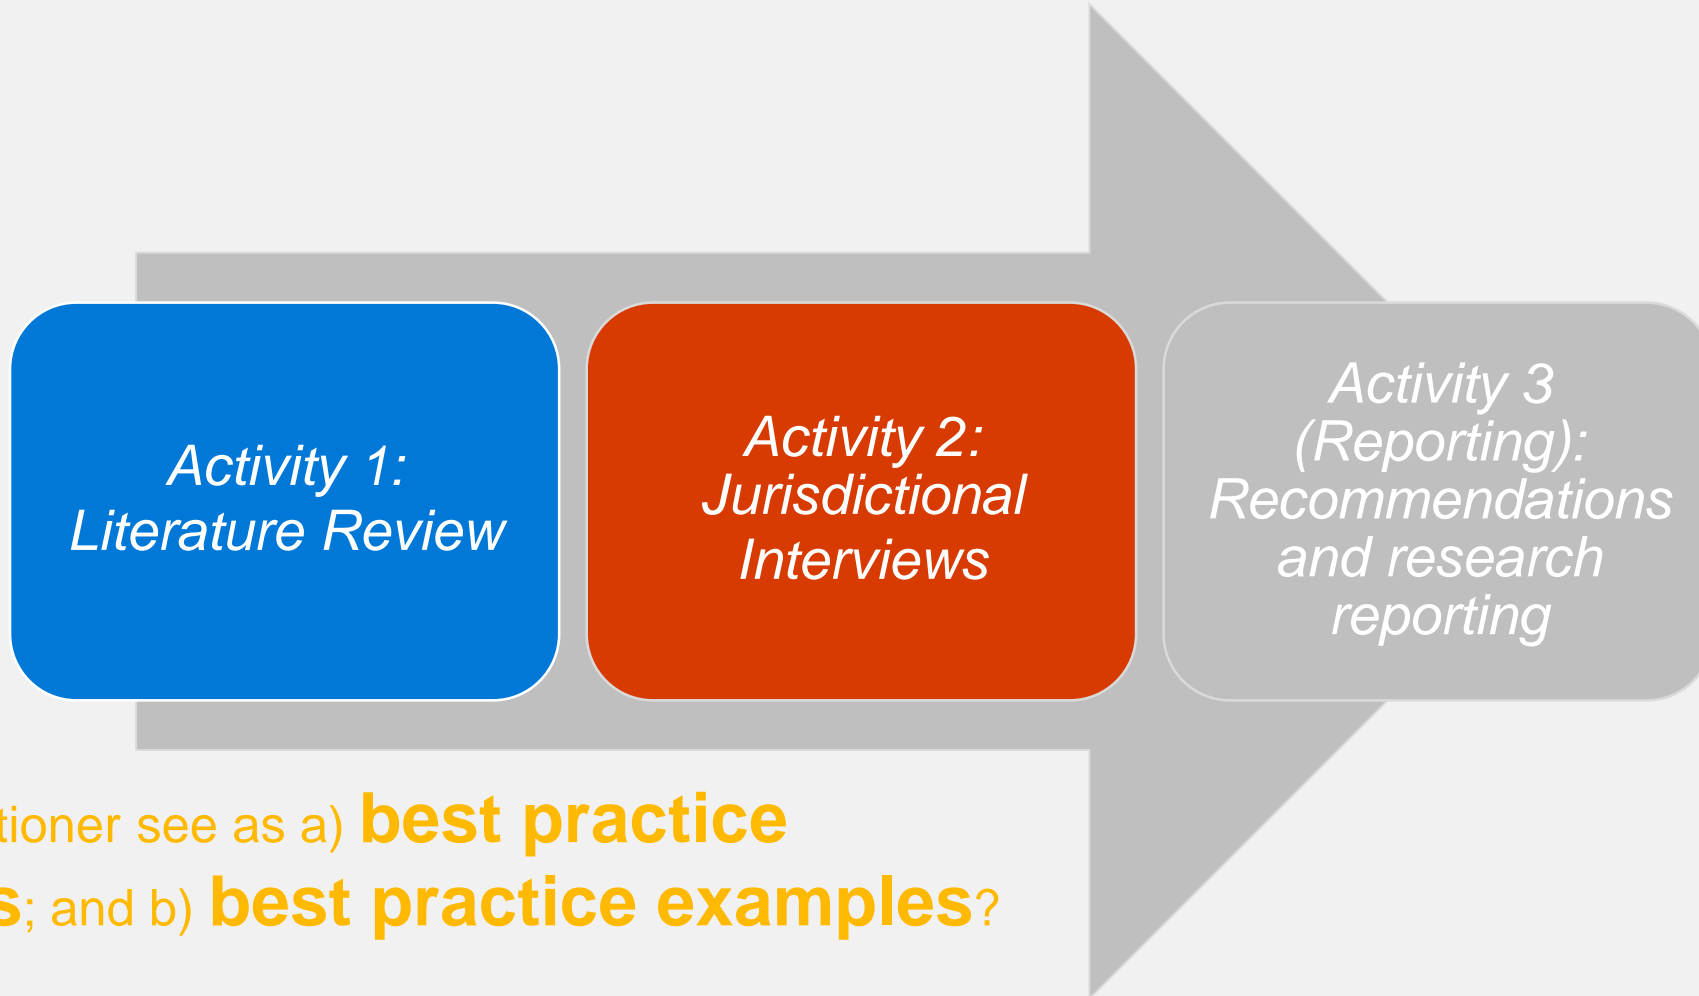 Activity 1:
Literature Review
Activity 2:
Jurisdictional
Interviews
Activity 3
(Reporting):
Recommendations
and research
reporting
see as a) best practice
; and b) best practice examples?